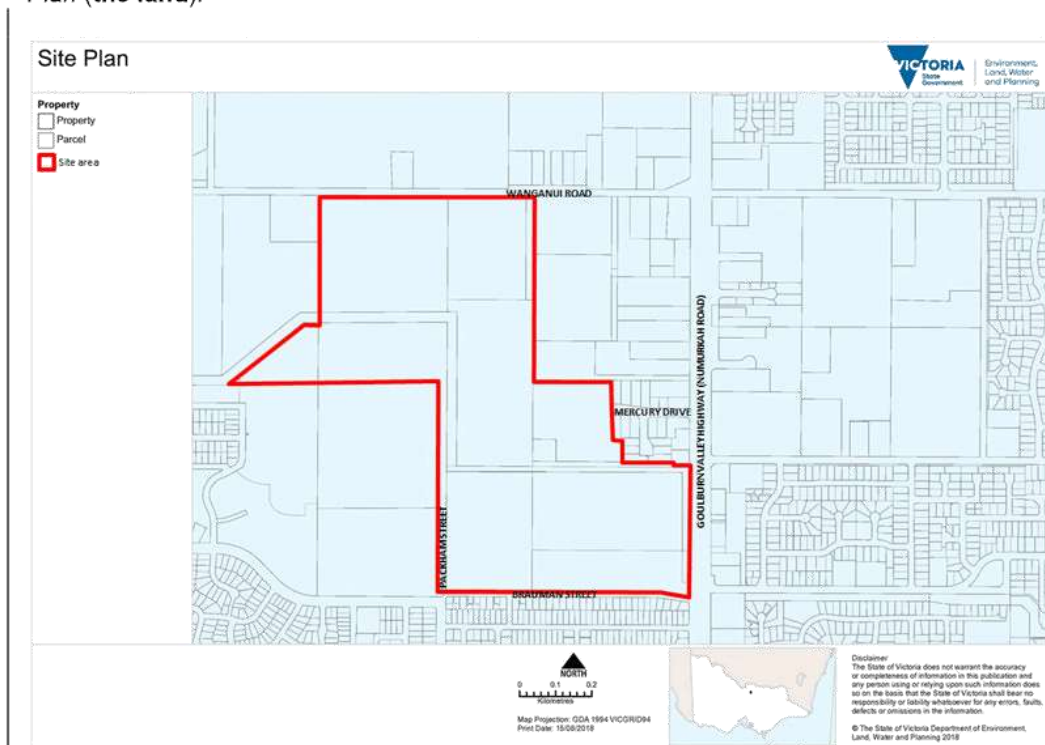 Plan (the land).
Site Plan
VICTORIA
State
Government
Environment,
Land, Water
and Planning
Property
Property
Parcel
Site area
WANGANUI ROAD
GOULBURN VALLEY HIGHWAY (NUMURKAH ROAD)
MERCURY DRIVE
PACKHAM STREET
BRAUMAN STREET
NORTH
0 0.1 0.2
Kilometres
Map Projection: GDA 1994 VICGRID94
Print Date: 15/08/2018
Disclaimer
The State of Victoria does not warrant the accuracy
or completeness of information in this publication and
any person using or relying upon such information does
so on the basis that the State of Victoria shall bear no
responsibility or liability whatsoever for any errors, faults,
defects or omissions in the information.
© The State of Victoria Department of Environment,
Land, Water and Planning 2018